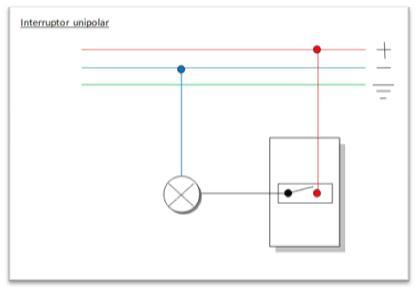 Interruptor unipolar
+
−